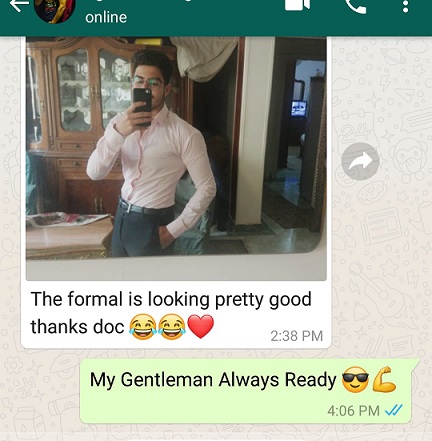 online
The formal is looking pretty good
thanks doc 😂😂❤️
2:38 PM
My Gentleman Always Ready 😎💪
4:06 PM